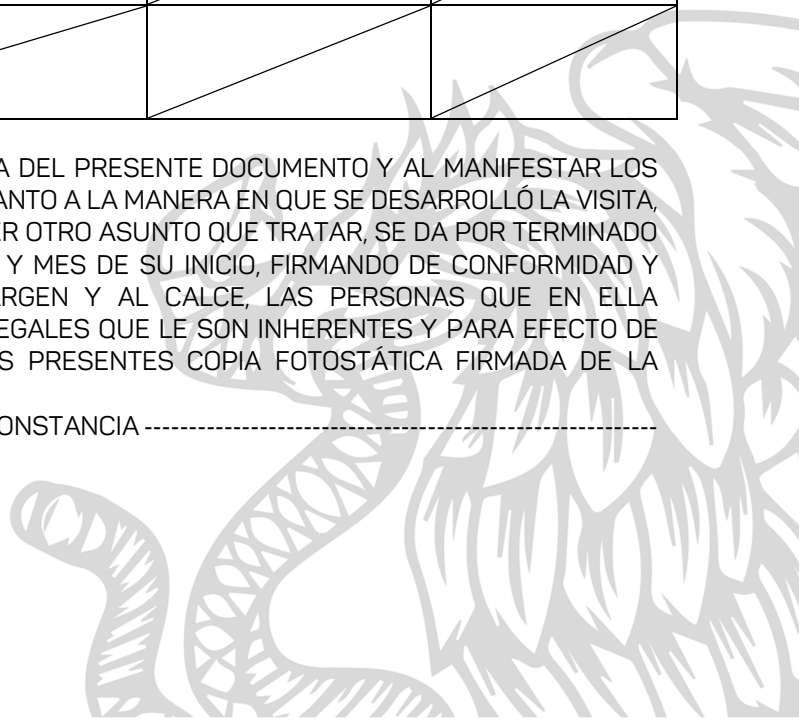 A DEL PRESENTE DOCUMENTO Y AL MANIFESTAR LOS
ANTO A LA MANERA EN QUE SE DESARROLLÓ LA VISITA,
ER OTRO ASUNTO QUE TRATAR, SE DA POR TERMINADO
Y MES DE SU INICIO, FIRMANDO DE CONFORMIDAD Y
ARGEN Y AL CALCE, LAS PERSONAS QUE EN ELLA
EGALES QUE LE SON INHERENTES Y PARA EFECTO DE
S PRESENTES COPIA FOTOSTÁTICA FIRMADA DE LA
ONSTANCIA ----------------------------------------------------------